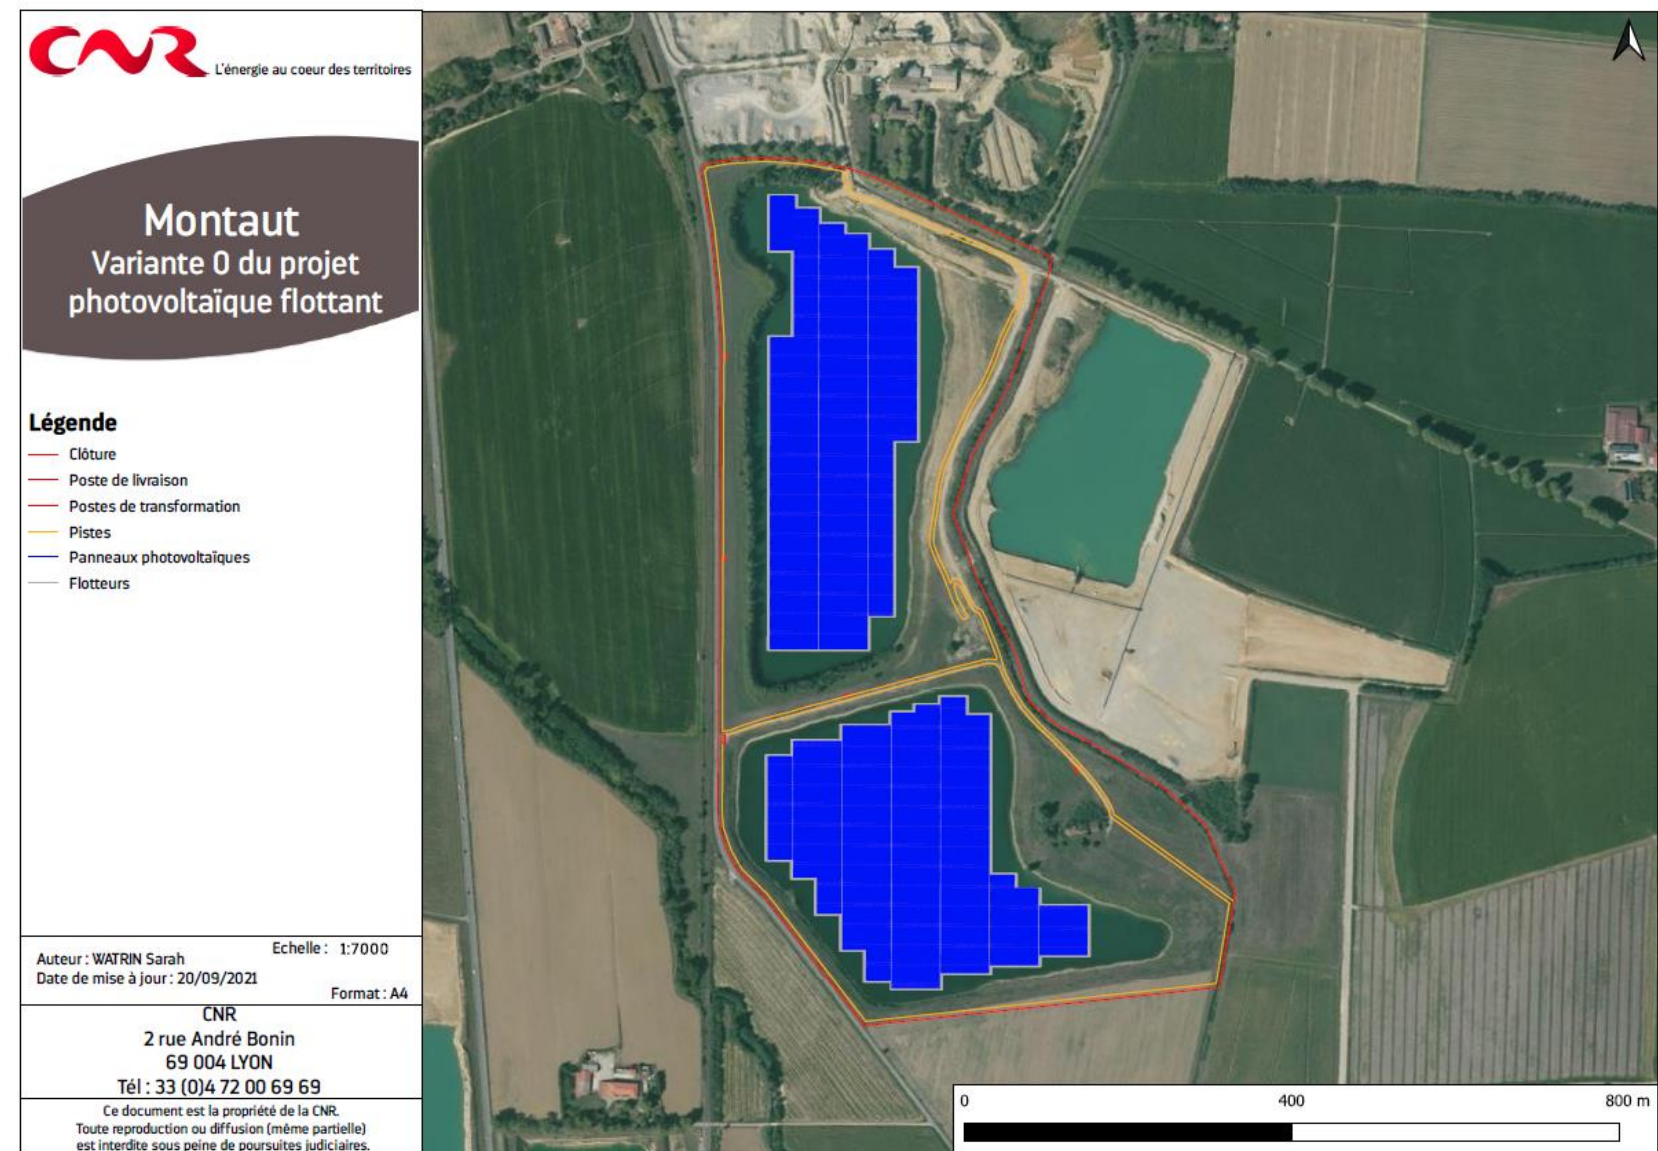 CNR
L'énergie au coeur des territoires
Montaut
Variante 0 du projet
photovoltaïque flottant
Légende
Clôture
Poste de livraison
Postes de transformation
Pistes
Panneaux photovoltaïques
Flotteurs
Echelle : 1:7000
Auteur : WATRIN Sarah
Date de mise à jour : 20/09/2021
Format : A4
CNR
2 rue André Bonin
69 004 LYON
Tél : 33 (0)4 72 00 69 69
Ce document est la propriété de la CNR.
Toute reproduction ou diffusion (même partielle)
est interdite sous peine de poursuites judiciaires.
0 400 800 m